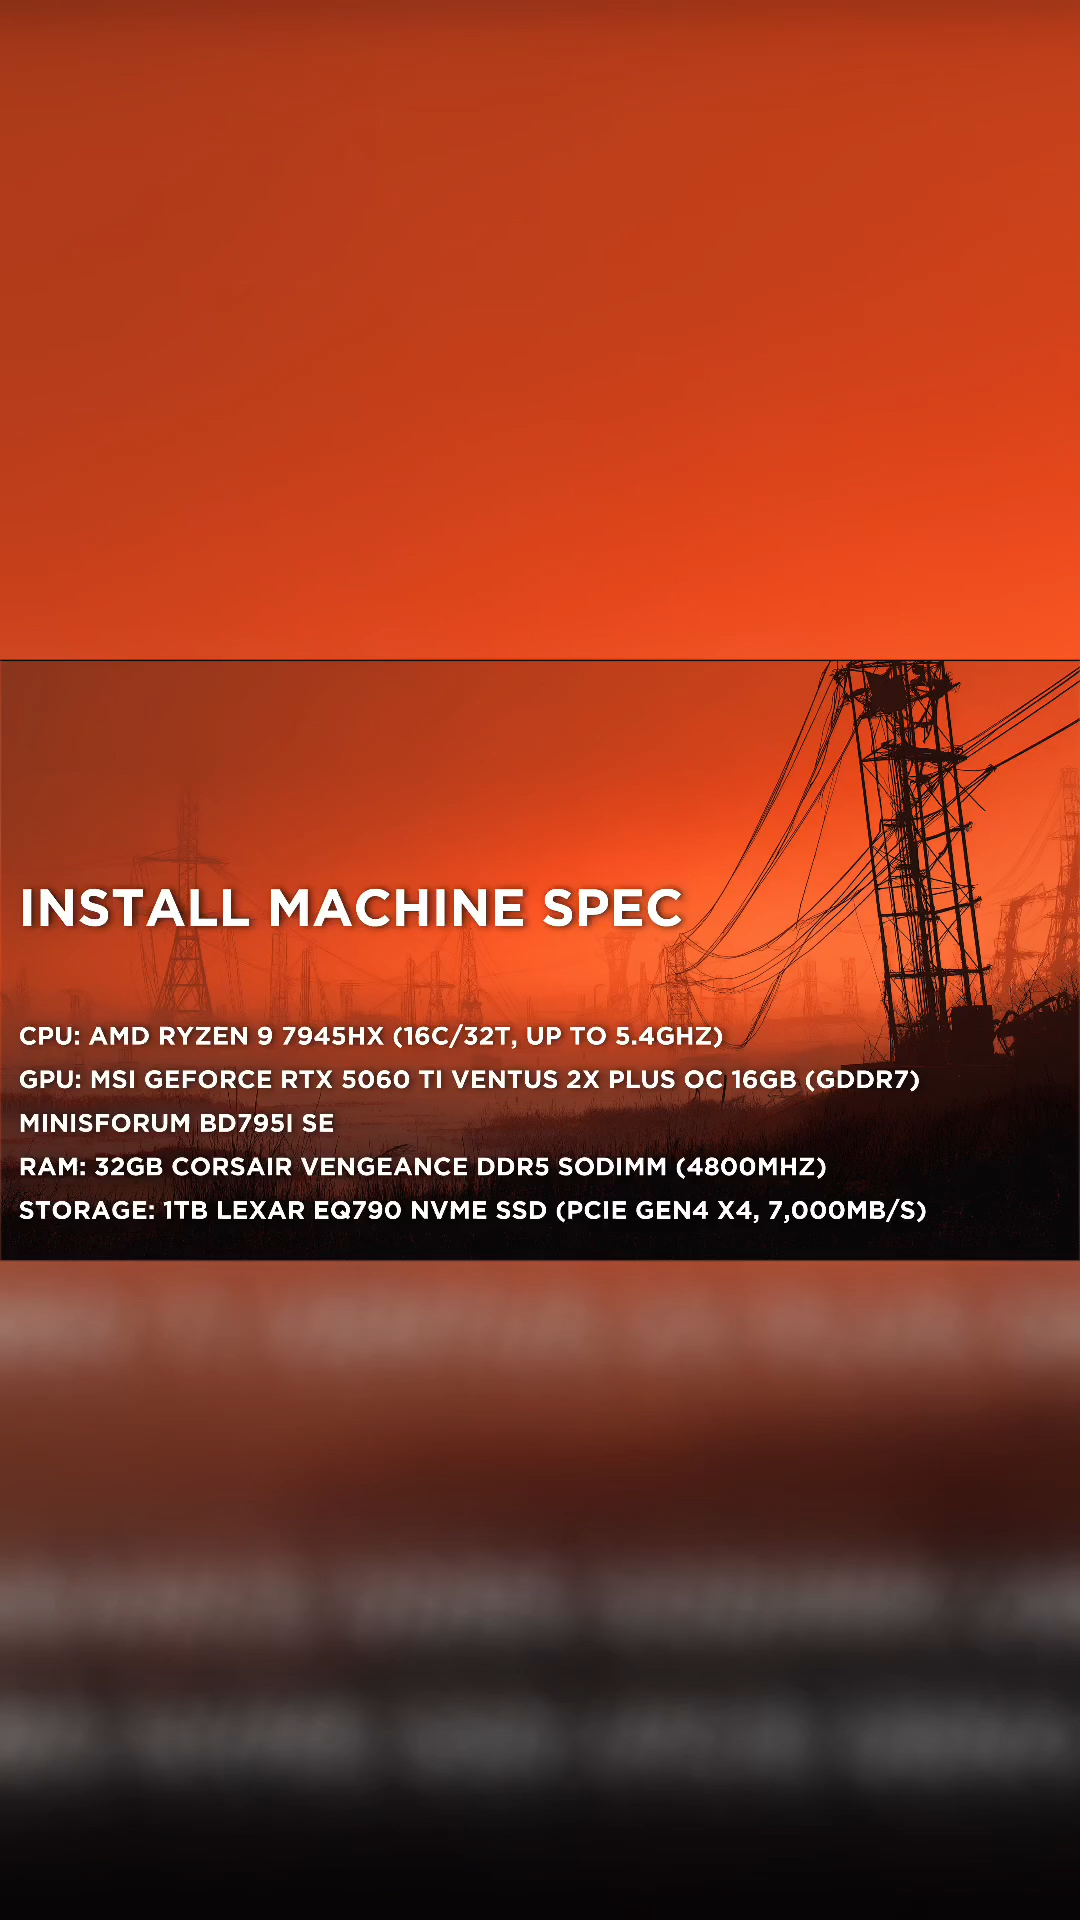 INSTALL MACHINE SPEC
CPU: AMD RYZEN 9 7945HX (16C/32T, UP TO 5.4GHZ)
GPU: MSI GEFORCE RTX 5060 TI VENTUS 2X PLUS OC 16GB (GDDR7)
MINISFORUM BD795I SE
RAM: 32GB CORSAIR VENGEANCE DDR5 SODIMM (4800MHZ)
STORAGE: 1TB LEXAR EQ790 NVME SSD (PCIE GEN4 X4, 7,000MB/S)